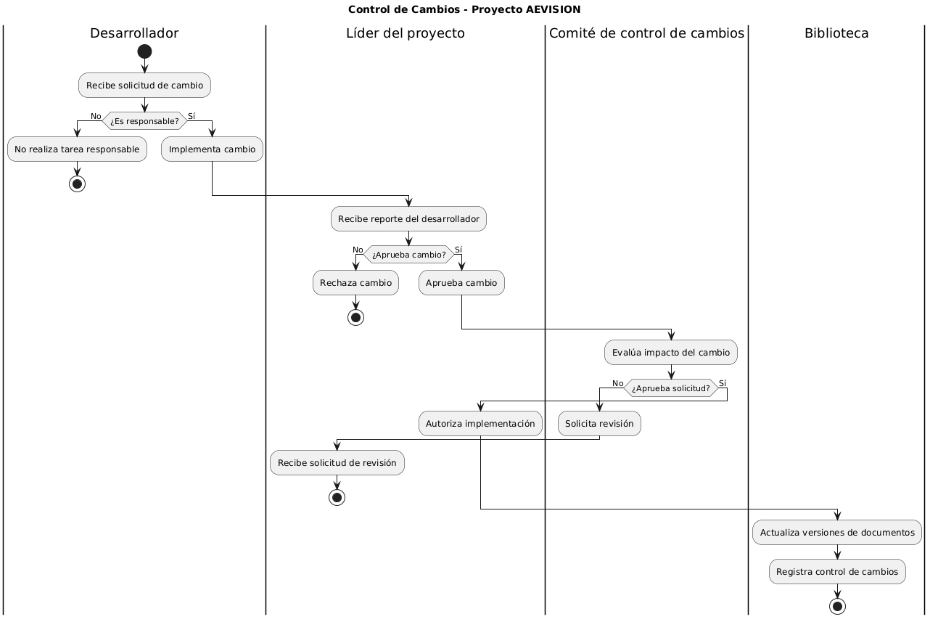 Control de Cambios - Proyecto AEVISION
Desarrollador
Líder del proyecto
Comité de control de cambios
Biblioteca
Recibe solicitud de cambio
No
¿Es responsable?
Sí
No realiza tarea responsable
Implementa cambio
Recibe reporte del desarrollador
No
¿Aprueba cambio?
Sí
Rechaza cambio
Aprueba cambio
Evalúa impacto del cambio
No
¿Aprueba solicitud?
Sí
Autoriza implementación
Solicita revisión
Recibe solicitud de revisión
Actualiza versiones de documentos
Registra control de cambios